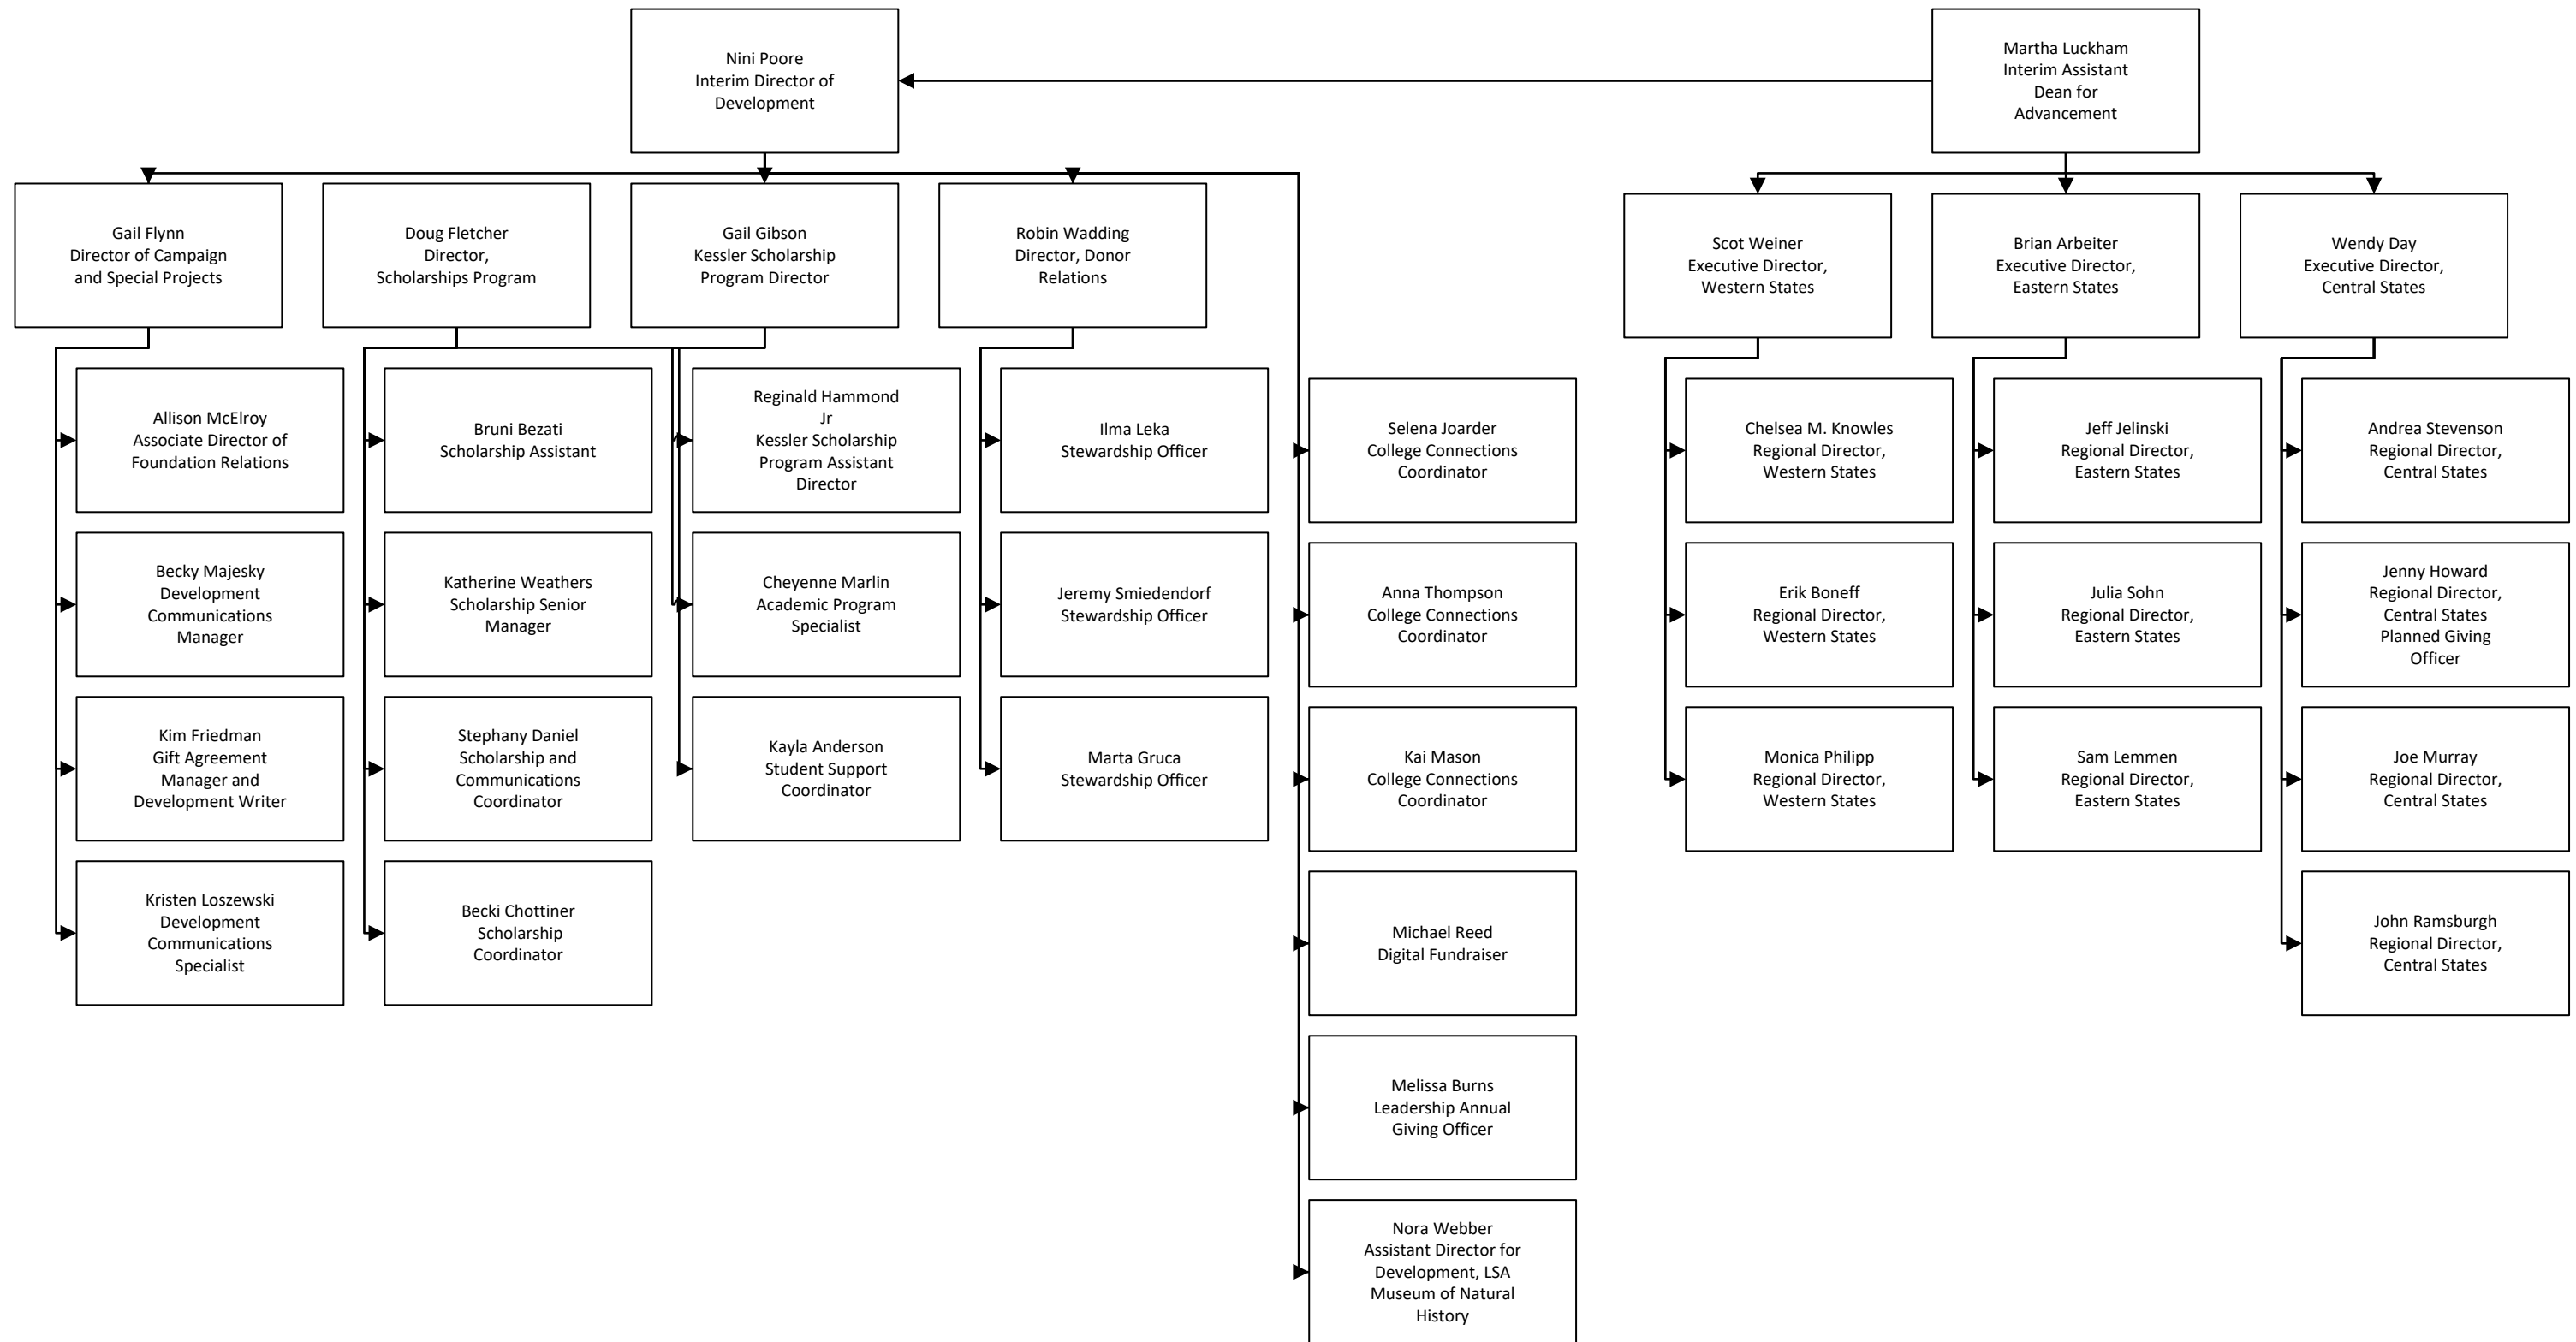 Nini Poore
Interim Director of
Development
Martha Luckham
Interim Assistant
Dean for
Advancement
Gail Flynn
Director of Campaign
and Special Projects
Doug Fletcher
Director,
Scholarships Program
Gail Gibson
Kessler Scholarship
Program Director
Robin Wadding
Director, Donor
Relations
Scot Weiner
Executive Director,
Western States
Brian Arbeiter
Executive Director,
Eastern States
Wendy Day
Executive Director,
Central States
Allison McElroy
Associate Director of
Foundation Relations
Bruni Bezati
Scholarship Assistant
Reginald Hammond
Jr
Kessler Scholarship
Program Assistant
Director
Ilma Leka
Stewardship Officer
Selena Joarder
College Connections
Coordinator
Chelsea M. Knowles
Regional Director,
Western States
Jeff Jelinski
Regional Director,
Eastern States
Andrea Stevenson
Regional Director,
Central States
Becky Majesky
Development
Communications
Manager
Katherine Weathers
Scholarship Senior
Manager
Cheyenne Marlin
Academic Program
Specialist
Jeremy Smiedendorf
Stewardship Officer
Anna Thompson
College Connections
Coordinator
Erik Boneff
Regional Director,
Western States
Julia Sohn
Regional Director,
Eastern States
Jenny Howard
Regional Director,
Central States
Planned Giving
Officer
Kim Friedman
Gift Agreement
Manager and
Development Writer
Stephany Daniel
Scholarship and
Communications
Coordinator
Kayla Anderson
Student Support
Coordinator
Marta Gruca
Stewardship Officer
Kai Mason
College Connections
Coordinator
Monica Philipp
Regional Director,
Western States
Sam Lemmen
Regional Director,
Eastern States
Joe Murray
Regional Director,
Central States
Kristen Loszewski
Development
Communications
Specialist
Becki Chottiner
Scholarship
Coordinator
Michael Reed
Digital Fundraiser
John Ramsburgh
Regional Director,
Central States
Melissa Burns
Leadership Annual
Giving Officer
Nora Webber
Assistant Director for
Development, LSA
Museum of Natural
History